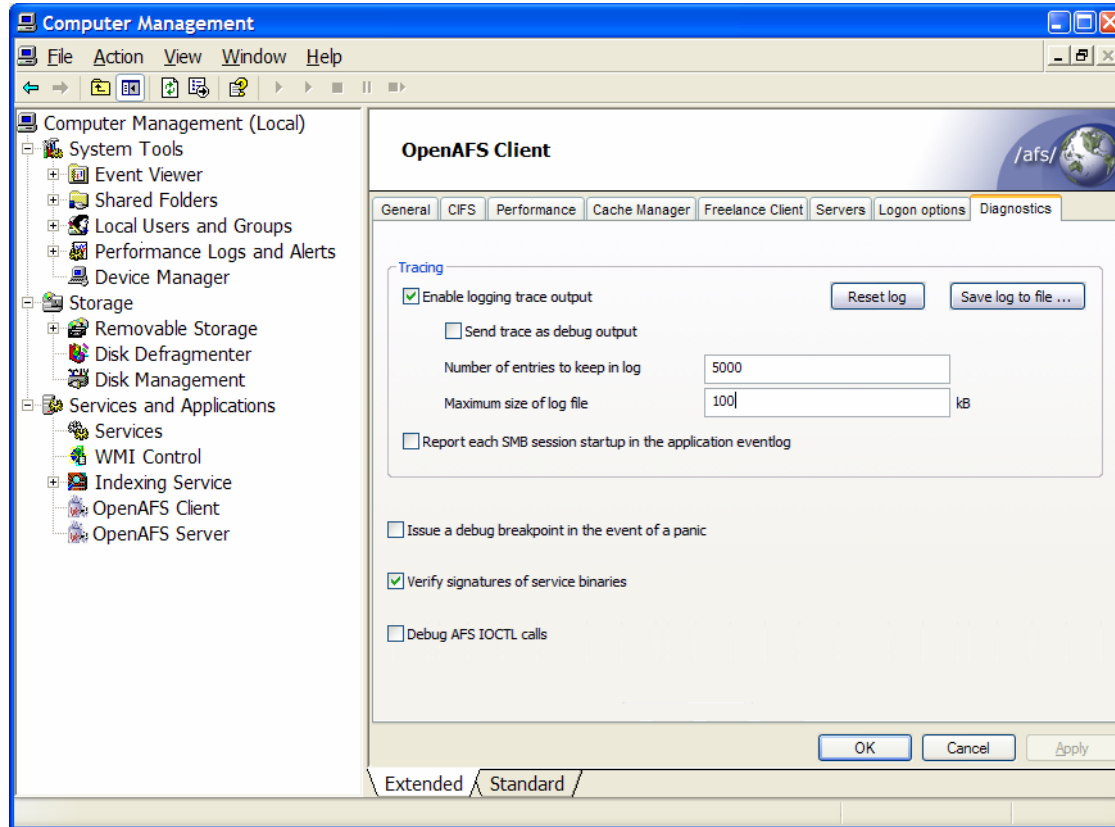 Computer Management
File Action View Window Help
Computer Management (Local)
System Tools
Event Viewer
Shared Folders
Local Users and Groups
Performance Logs and Alerts
Device Manager
Storage
Removable Storage
Disk Defragmenter
Disk Management
Services and Applications
Services
WMI Control
Indexing Service
OpenAFS Client
OpenAFS Server
OpenAFS Client
/afs/
General CIFS Performance Cache Manager Freelance Client Servers Logon options Diagnostics
Tracing
Enable logging trace output Reset log Save log to file ...
Send trace as debug output
Number of entries to keep in log 5000
Maximum size of log file 100 kB
Report each SMB session startup in the application eventlog
Issue a debug breakpoint in the event of a panic
Verify signatures of service binaries
Debug AFS IOCTL calls
OK Cancel Apply
Extended Standard